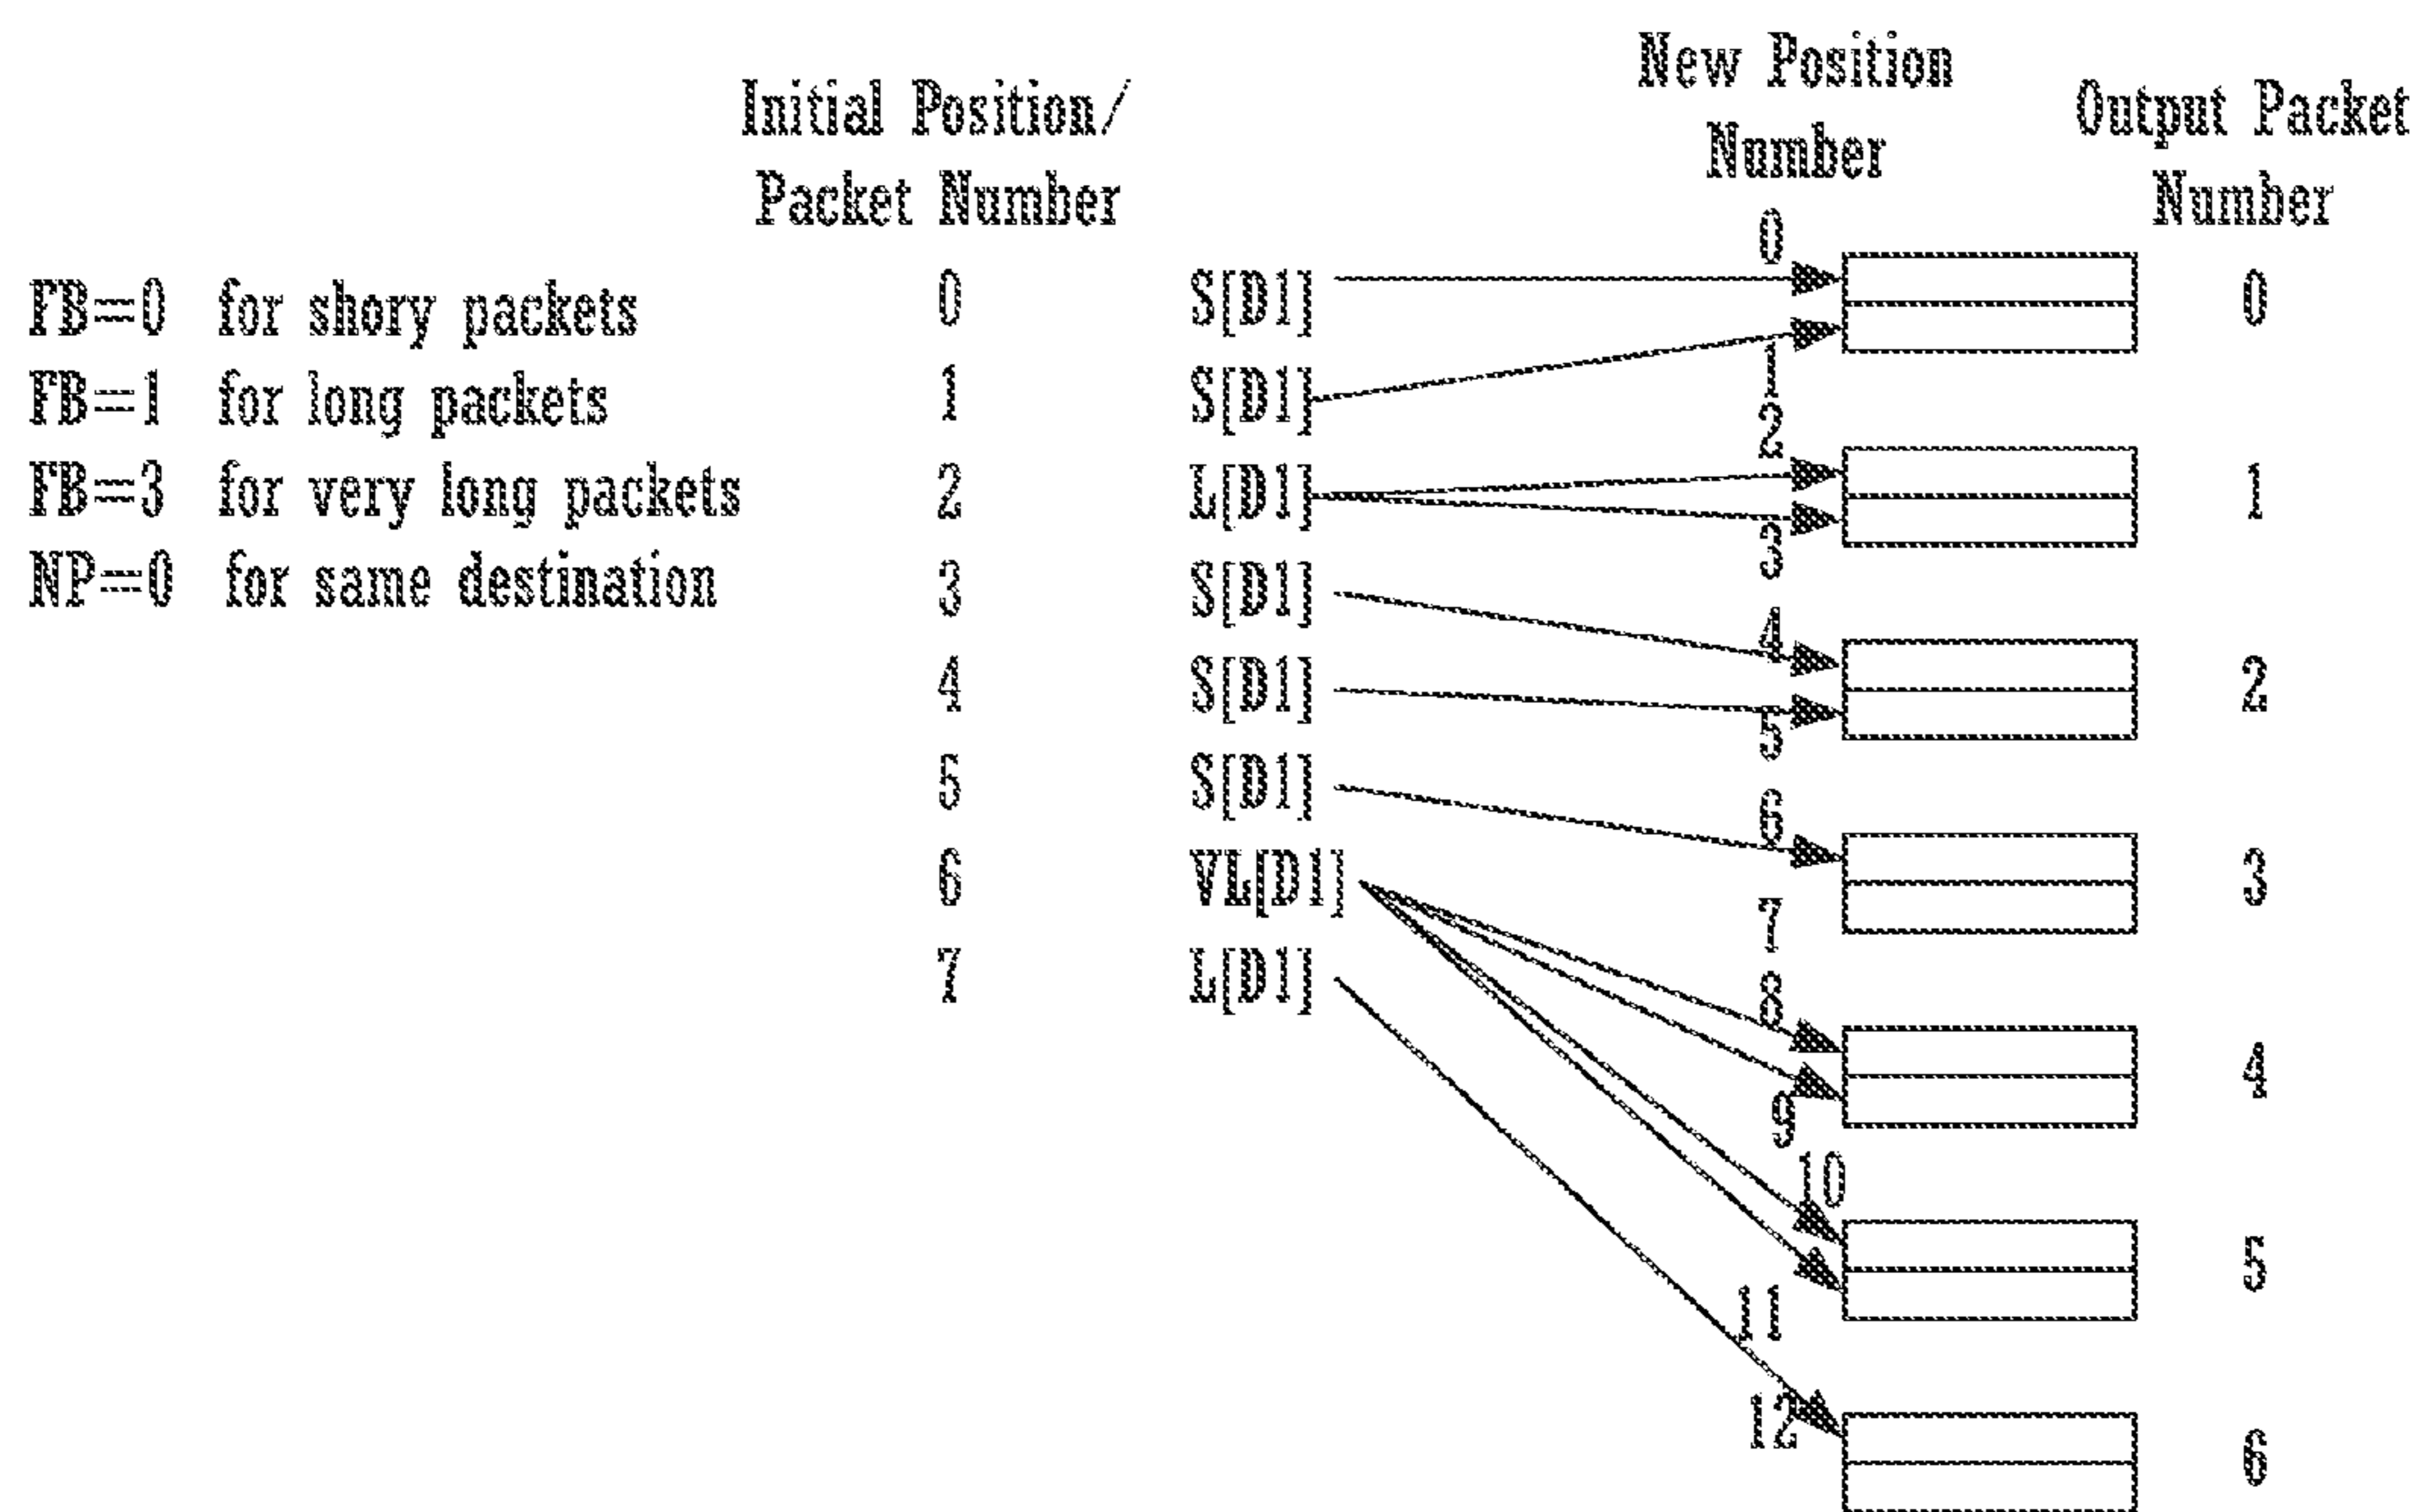 New Position
Number
Initial Position/
Packet Number
Output Packet
Number
FB=0 for shory packets
FB=1 for long packets
FB=3 for very long packets
NP=0 for same destination
0 S[D1] 0 0
1 S[D1] 1
2
2 L[D1] 1
3
3 S[D1] 4
4 S[D1] 5 2
5 S[D1] 6
6 VL[D1] 7 3
7 L[D1] 8
9 4
10
11 5
12 6